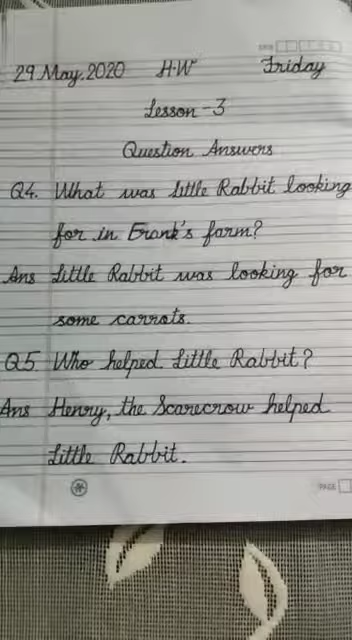 DATE
29 May.2020 H.W Friday
Lesson-3
Question Answers
Q4. What was little Rabbit looking
for in Frank's farm?
Ans Little Rabbit was looking for
some carrots.
Q5 Who helped Little Rabbit?
Ans Henry, the Scarecrow helped
Little Rabbit.
PAGE